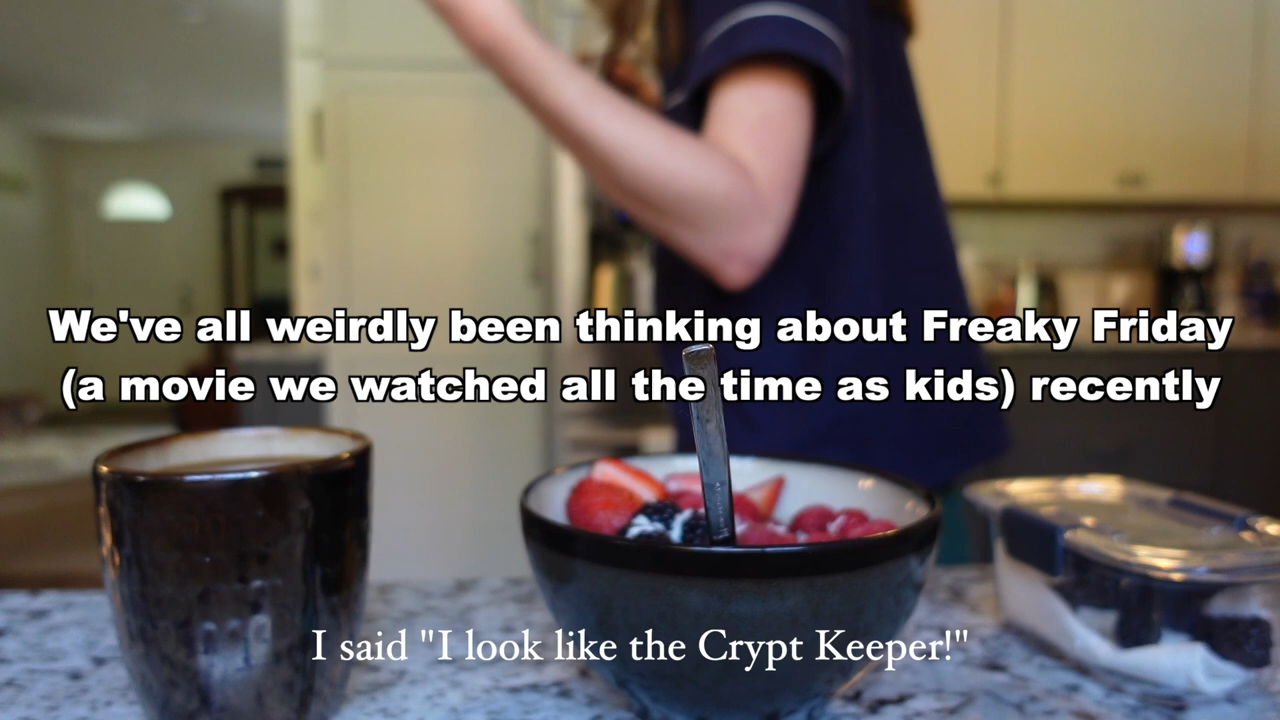 We've all weirdly been thinking about Freaky Friday
(a movie we watched all the time as kids) recently
I said "I look like the Crypt Keeper!"